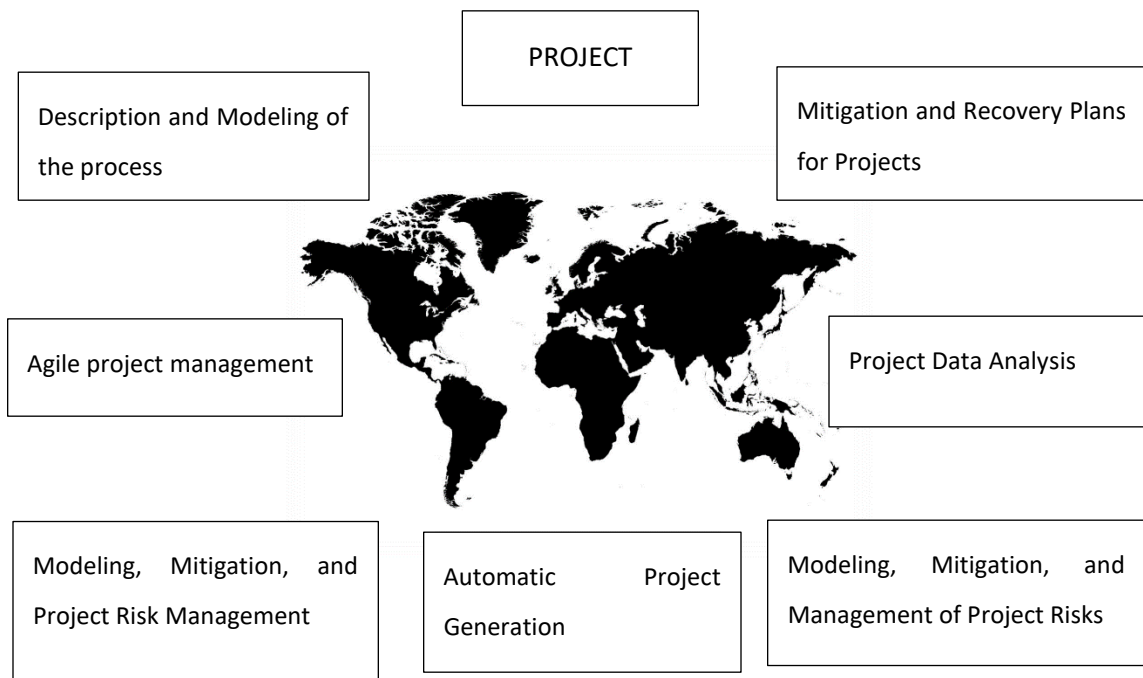 PROJECT
Description and Modeling of
the process
Mitigation and Recovery Plans
for Projects
Agile project management
Project Data Analysis
Modeling, Mitigation, and
Project Risk Management
Automatic Project
Generation
Modeling, Mitigation, and
Management of Project Risks